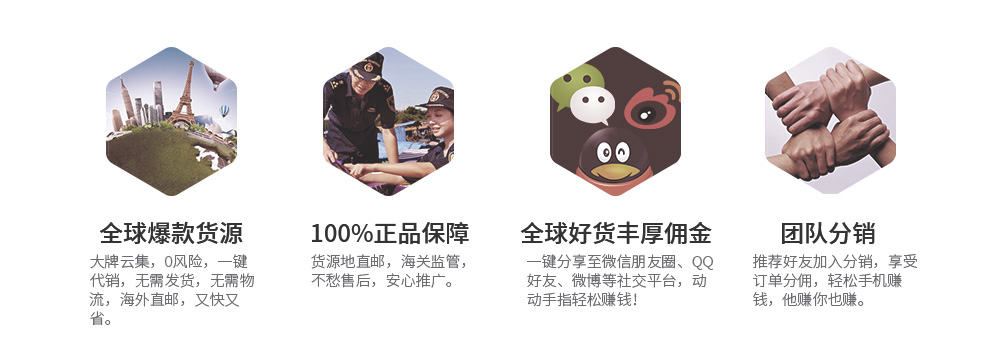 全球爆款货源
大牌云集，0风险，一键
代销，无需发货，无需物
流，海外直邮，又快又
省。
100%正品保障
货源地直邮，海关监管，
不愁售后，安心推广。
全球好货丰厚佣金
一键分享至微信朋友圈、QQ
好友、微博等社交平台，动
动手指轻松赚钱！
团队分销
推荐好友加入分销，享受
订单分佣，轻松手机赚
钱，他赚你也赚。